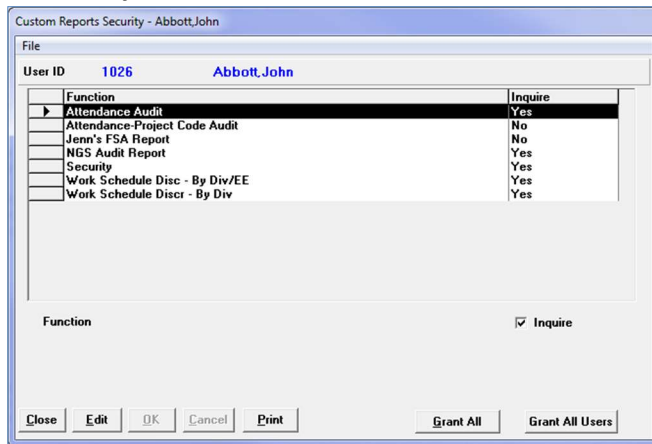 Custom Reports Security - Abbott,John
File
User ID 1026 Abbott,John
Function Inquire
Attendance Audit Yes
Attendance-Project Code Audit No
Jenn's FSA Report No
NGS Audit Report Yes
Security Yes
Work Schedule Disc - By Div/EE Yes
Work Schedule Discr - By Div Yes
Function Inquire
Close Edit OK Cancel Print Grant All Grant All Users